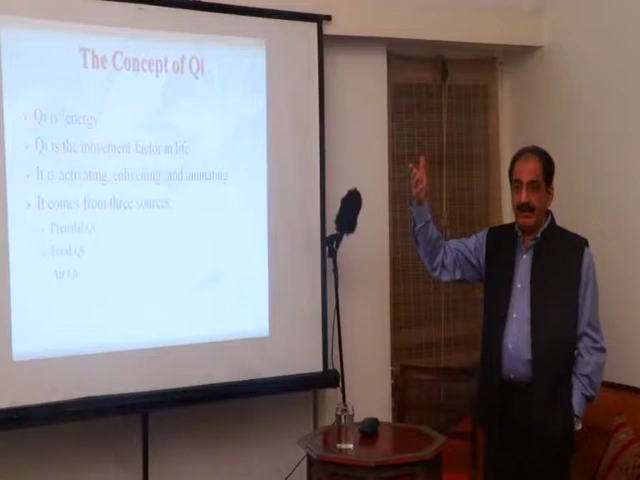 The Concept of Qi
Qi is 'energy'
Qi is the movement factor in life
It is activating, enlivening, and animating
It comes from three sources:
Prenatal Qi
Food Qi
Air Qi